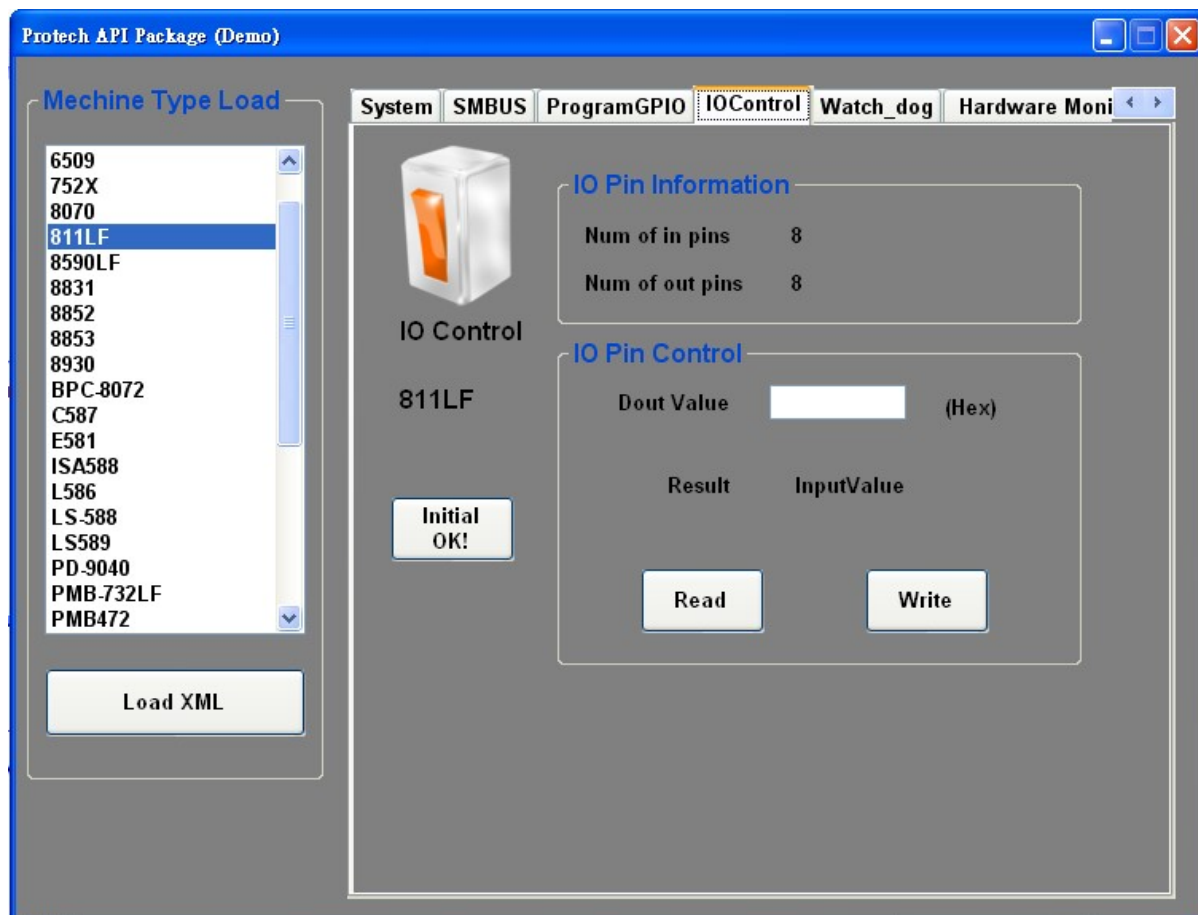 Protech API Package (Demo)
Mechine Type Load
6509
752X
8070
811LF
8590LF
8831
8852
8853
8930
BPC-8072
C587
E581
ISA588
L586
LS-588
LS589
PD-9040
PMB-732LF
PMB472
Load XML
System SMBUS ProgramGPIO IOControl Watch_dog Hardware Moni
IO Control
811LF
Initial
OK!
IO Pin Information
Num of in pins 8
Num of out pins 8
IO Pin Control
Dout Value (Hex)
Result InputValue
Read Write